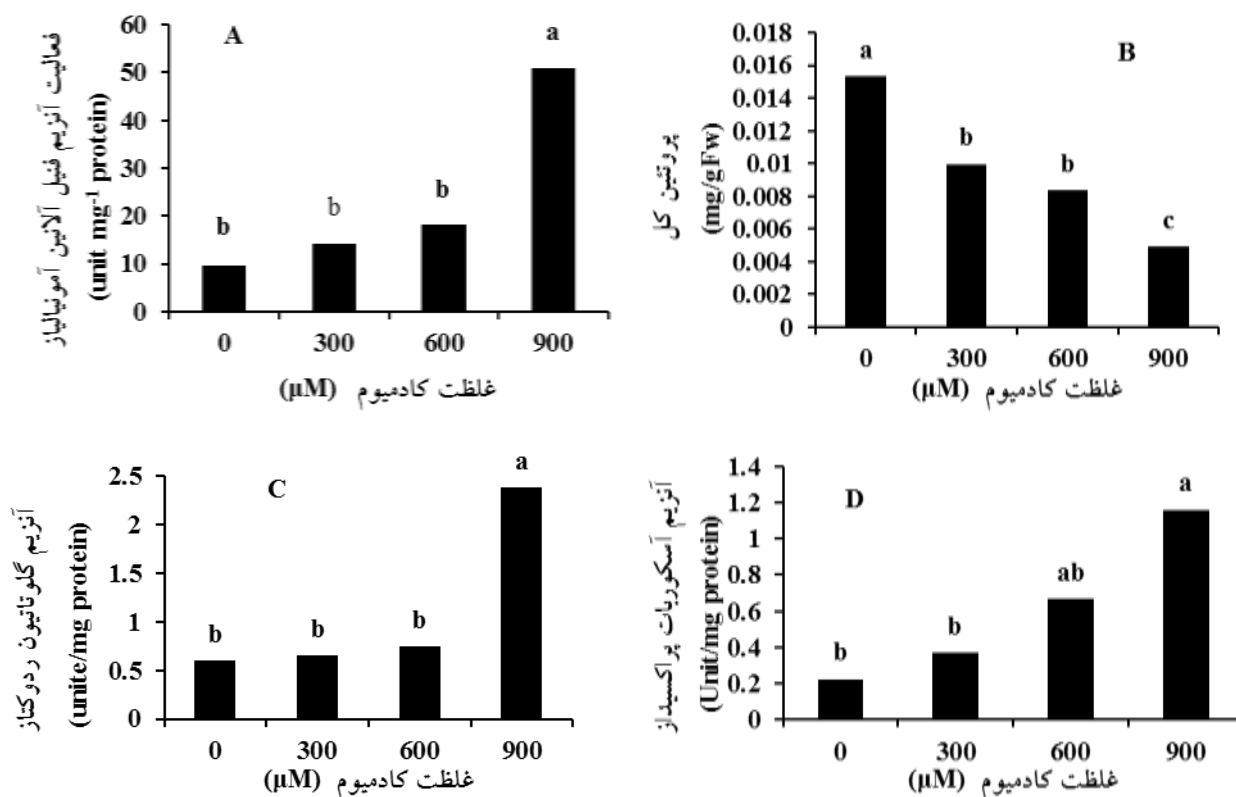 فعالیت آنزیم فنیل آلانین آمونیالیاز
(unit mg⁻¹ protein)
A
60
50
40
30
20
10
0
b
b
b
a
0 300 600 900
غلظت کادمیوم (µM)
پروتئین کل
(mg/gFw)
B
0.018
0.016
0.014
0.012
0.01
0.008
0.006
0.004
0.002
0
a
b
b
c
0 300 600 900
غلظت کادمیوم (µM)
آنزیم گلوتاتیون ردوکتاز
(unite/mg protein)
C
2.5
2
1.5
1
0.5
0
b
b
b
a
0 300 600 900
غلظت کادمیوم (µM)
آنزیم آسکوربات پراکسیداز
(Unit/mg protein)
D
1.4
1.2
1
0.8
0.6
0.4
0.2
0
b
b
ab
a
0 300 600 900
غلظت کادمیوم (µM)